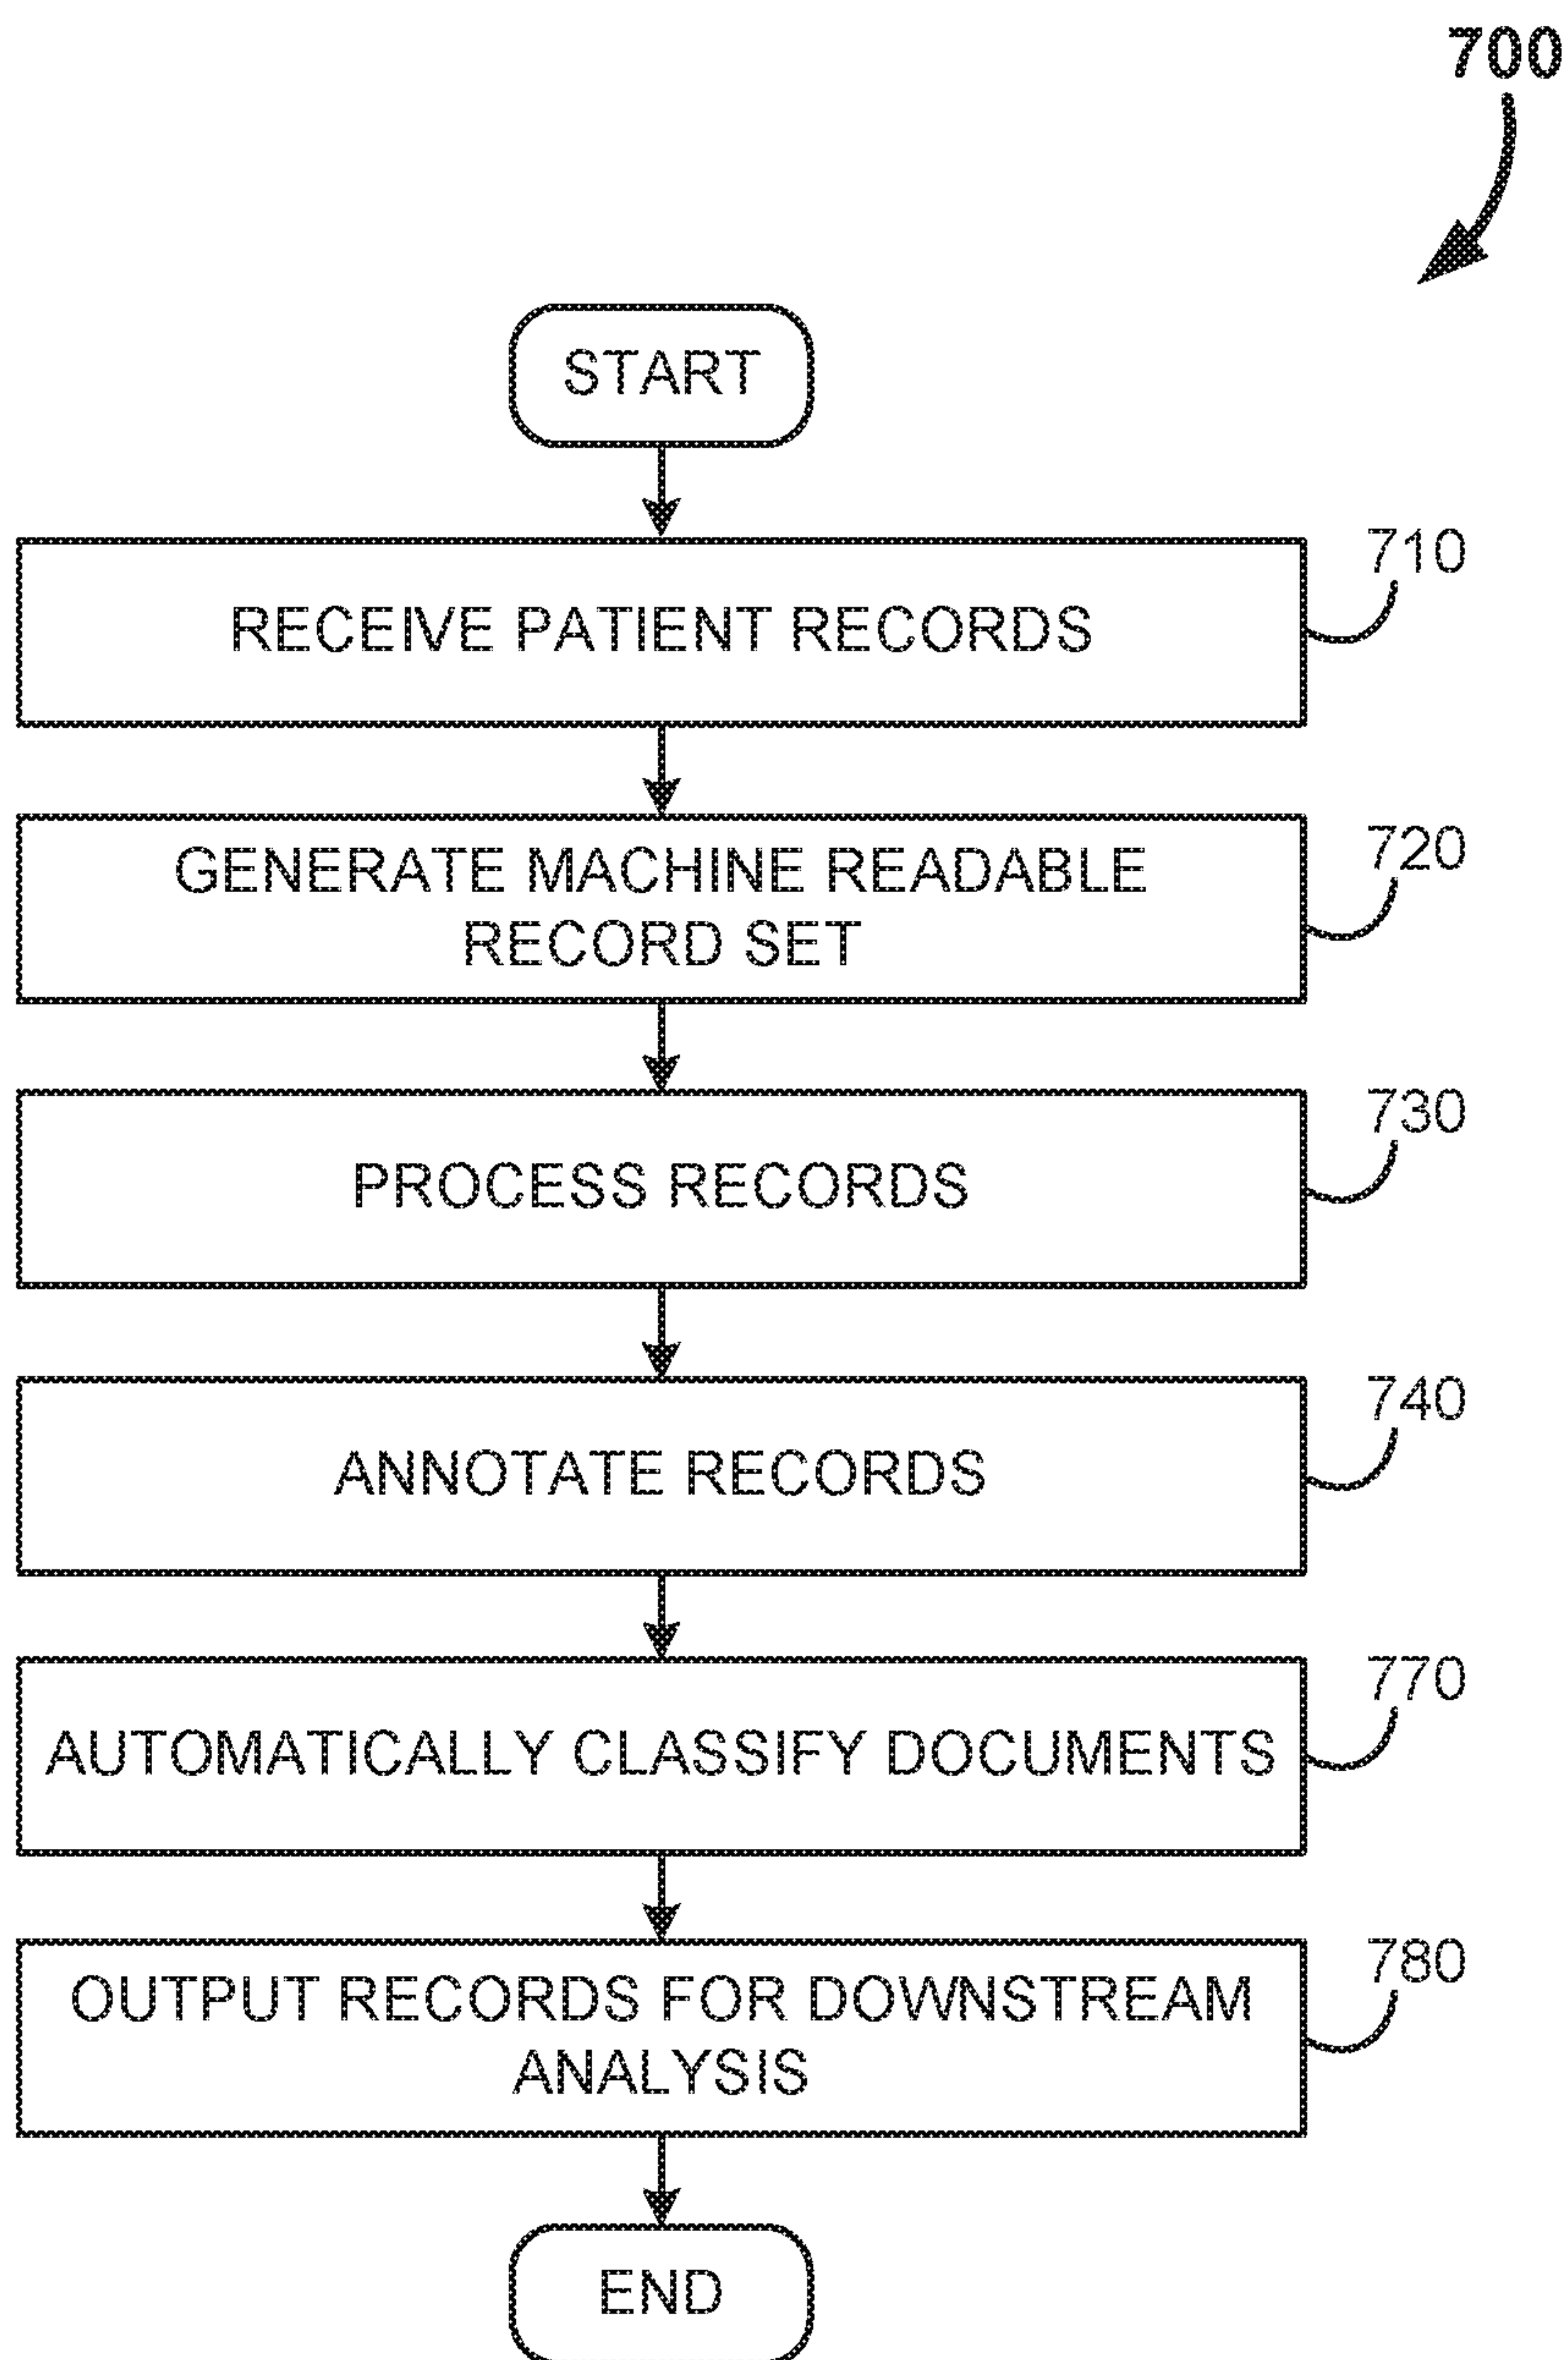 700
START
RECEIVE PATIENT RECORDS
710
GENERATE MACHINE READABLE
RECORD SET
720
PROCESS RECORDS
730
ANNOTATE RECORDS
740
AUTOMATICALLY CLASSIFY DOCUMENTS
770
OUTPUT RECORDS FOR DOWNSTREAM
ANALYSIS
780
END